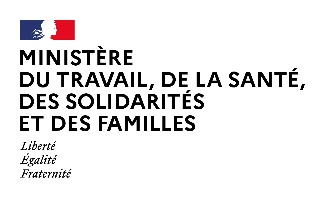 MINISTÈRE
DU TRAVAIL, DE LA SANTÉ,
DES SOLIDARITÉS
ET DES FAMILLES
Liberté
Égalité
Fraternité